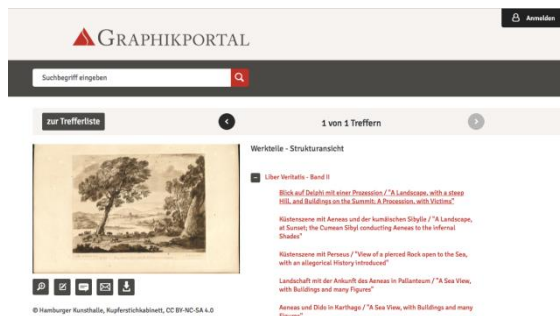 Anmelden
GRAPHIKPORTAL
Suchbegriff eingeben
zur Trefferliste
1 von 1 Treffern
Werkteile - Strukturansicht
Liber Veritatis - Band II
Blick auf Delphi mit einer Prozession / "A Landscape, with a steep
Hill, and Buildings on the Summit: A Procession, with Victims"
Küstenszene mit Aeneas und der kumäischen Sibylle / "A Landscape,
at Sunset; the Cumean Sibyl conducting Aeneas to the infernal
Shades"
Küstenszene mit Perseus / "View of a pierced Rock open to the Sea,
with an allegorical History introduced"
Landschaft mit der Ankunft des Aeneas in Pallanteum / "A Sea View,
with Buildings and many Figures"
Aeneas und Dido in Karthago / "A Sea View, with Buildings and many
Figures"
© Hamburger Kunsthalle, Kupferstichkabinett, CC BY-NC-SA 4.0